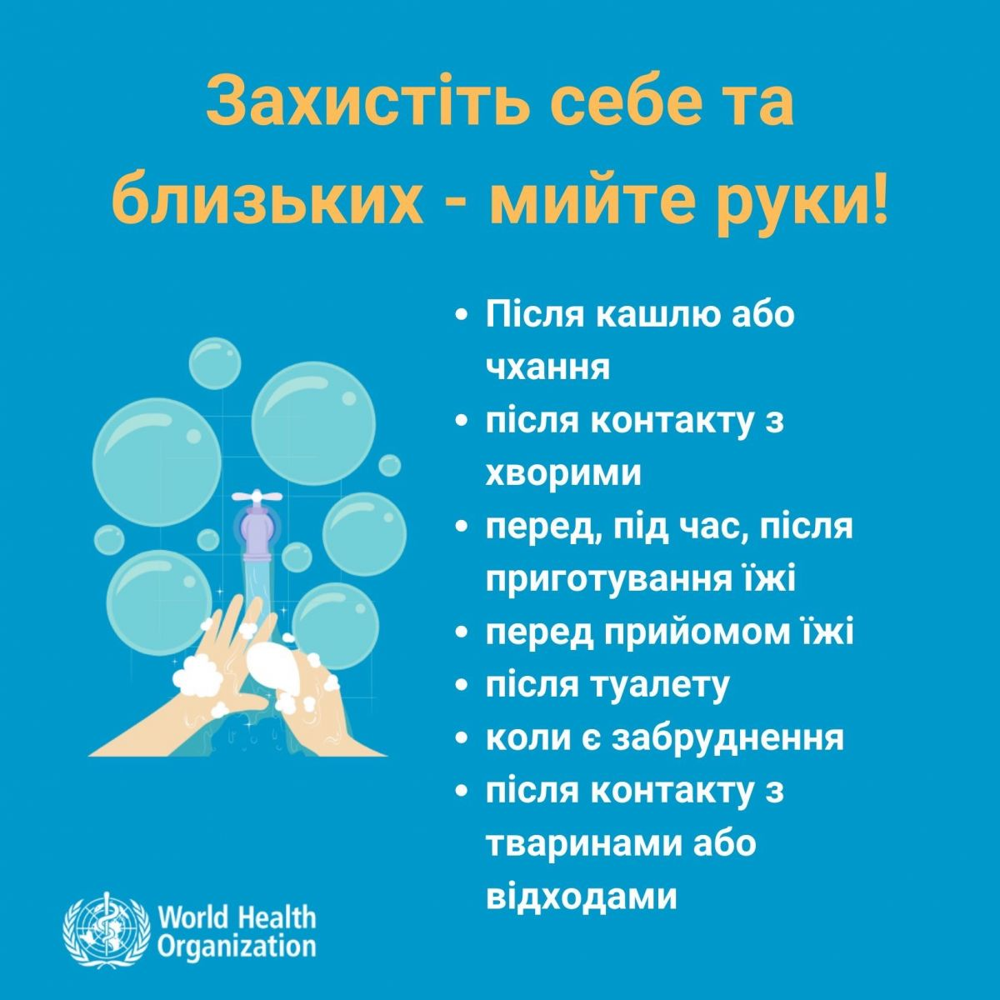 Захистіть себе та
близьких - мийте руки!
• Після кашлю або
чхання
• після контакту з
хворими
• перед, під час, після
приготування їжі
• перед прийомом їжі
• після туалету
• коли є забруднення
• після контакту з
тваринами або
відходами
World Health
Organization